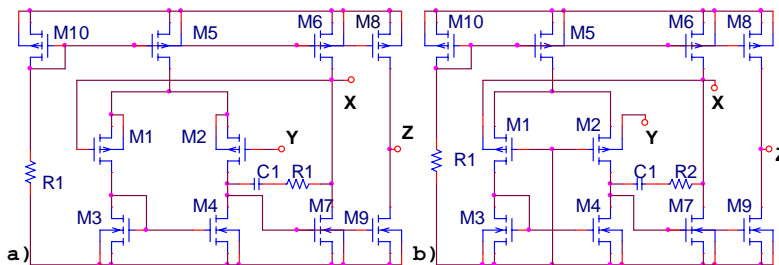 M10 M5 M6 M8 M10 M5 M6 M8
X X
M1 M2 Y Z M1 M2 Y Z
R1 C1 R1 R1 C1 R2
M3 M4 M7 M9 M3 M4 M7 M9
a) b)